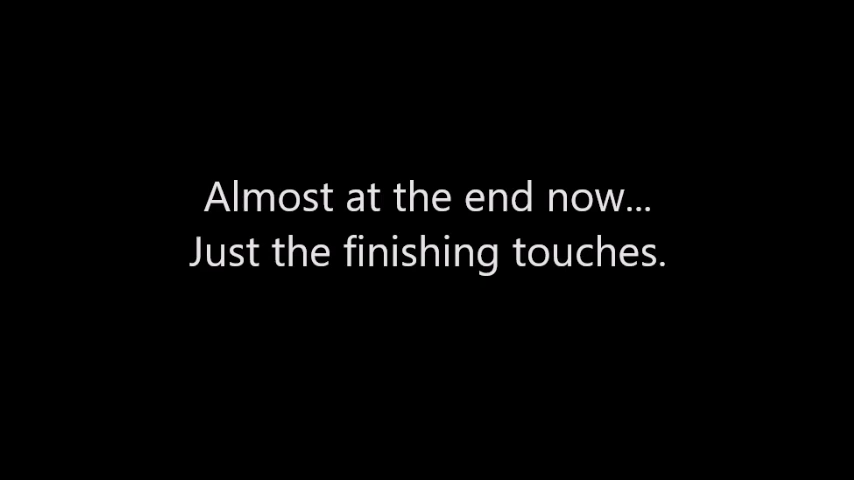 Almost at the end now...
Just the finishing touches.